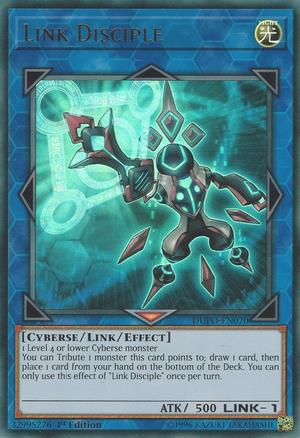 LINK DISCIPLE
LIGHT
光
DUPO-EN070
[CYBERSE/LINK/EFFECT]
1 Level 4 or lower Cyberse monster
You can Tribute 1 monster this card points to; draw 1 card, then
place 1 card from your hand on the bottom of the Deck. You can
only use this effect of "Link Disciple" once per turn.
ATK/ 500 LINK-1
32995276 1st Edition ©1996 KAZUKI TAKAHASHI